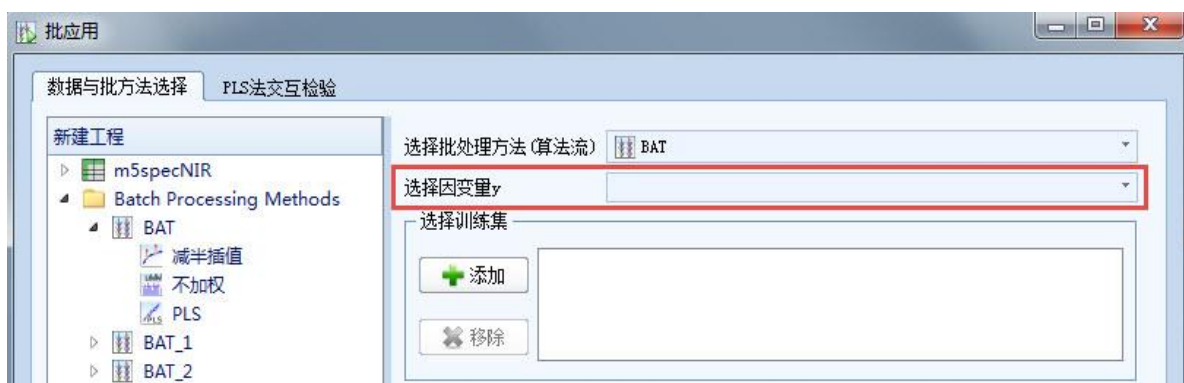 批应用
数据与批方法选择 PLS法交互检验
新建工程
m5specNIR
Batch Processing Methods
BAT
减半插值
不加权
PLS
BAT_1
BAT_2
选择批处理方法(算法流) BAT
选择因变量y
选择训练集
添加
移除